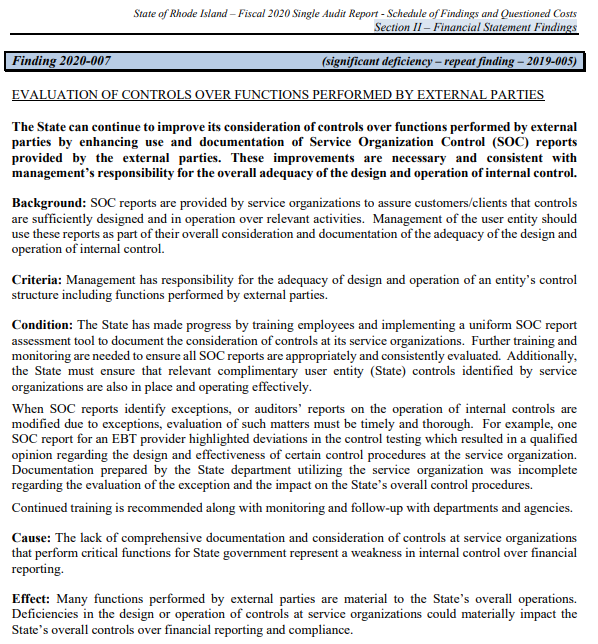 State of Rhode Island – Fiscal 2020 Single Audit Report - Schedule of Findings and Questioned Costs
Section II – Financial Statement Findings
Finding 2020-007 (significant deficiency – repeat finding – 2019-005)
EVALUATION OF CONTROLS OVER FUNCTIONS PERFORMED BY EXTERNAL PARTIES
The State can continue to improve its consideration of controls over functions performed by external
parties by enhancing use and documentation of Service Organization Control (SOC) reports
provided by the external parties. These improvements are necessary and consistent with
management's responsibility for the overall adequacy of the design and operation of internal control.
Background: SOC reports are provided by service organizations to assure customers/clients that controls
are sufficiently designed and in operation over relevant activities. Management of the user entity should
use these reports as part of their overall consideration and documentation of the adequacy of the design and
operation of internal control.
Criteria: Management has responsibility for the adequacy of design and operation of an entity's control
structure including functions performed by external parties.
Condition: The State has made progress by training employees and implementing a uniform SOC report
assessment tool to document the consideration of controls at its service organizations. Further training and
monitoring are needed to ensure all SOC reports are appropriately and consistently evaluated. Additionally,
the State must ensure that relevant complimentary user entity (State) controls identified by service
organizations are also in place and operating effectively.
When SOC reports identify exceptions, or auditors' reports on the operation of internal controls are
modified due to exceptions, evaluation of such matters must be timely and thorough. For example, one
SOC report for an EBT provider highlighted deviations in the control testing which resulted in a qualified
opinion regarding the design and effectiveness of certain control procedures at the service organization.
Documentation prepared by the State department utilizing the service organization was incomplete
regarding the evaluation of the exception and the impact on the State's overall control procedures.
Continued training is recommended along with monitoring and follow-up with departments and agencies.
Cause: The lack of comprehensive documentation and consideration of controls at service organizations
that perform critical functions for State government represent a weakness in internal control over financial
reporting.
Effect: Many functions performed by external parties are material to the State's overall operations.
Deficiencies in the design or operation of controls at service organizations could materially impact the
State's overall controls over financial reporting and compliance.